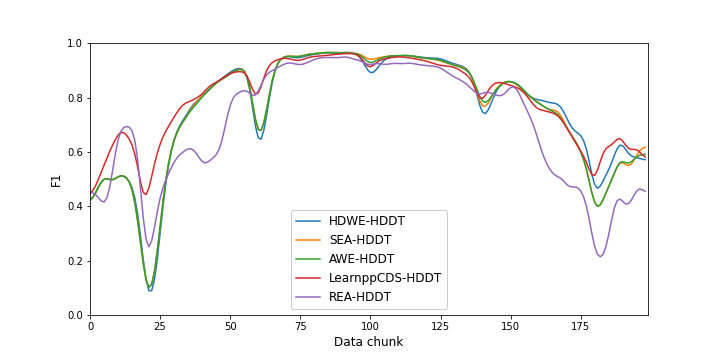 1.0
0.8
0.6
0.4
0.2
0.0
F1
0 25 50 75 100 125 150 175
Data chunk
HDWE-HDDT
SEA-HDDT
AWE-HDDT
LearnppCDS-HDDT
REA-HDDT